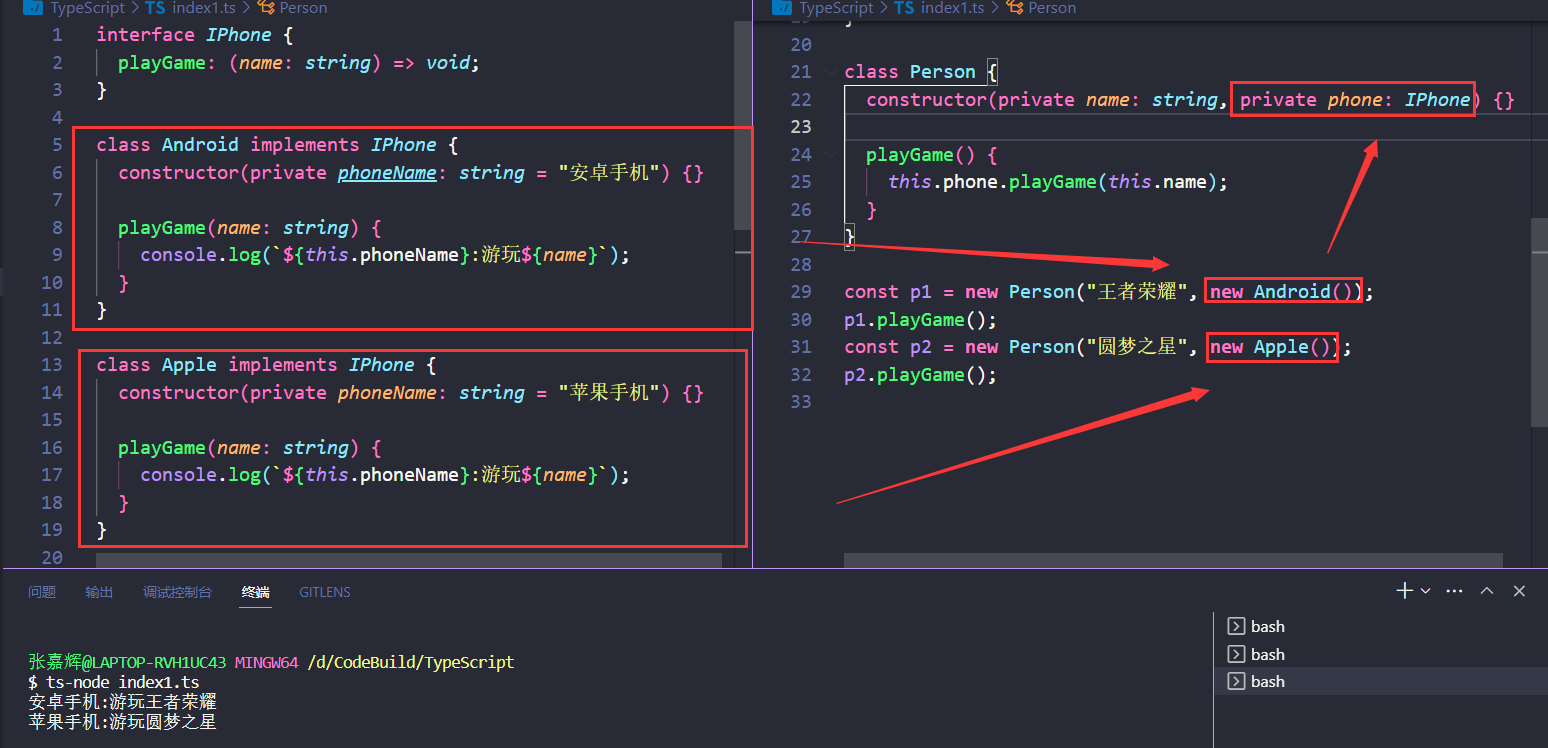 TypeScript > TS index1.ts > Person
1 interface IPhone {
2 playGame: (name: string) => void;
3 }
4
5 class Android implements IPhone {
6 constructor(private phoneName: string = "安卓手机") {}
7
8 playGame(name: string) {
9 console.log(`${this.phoneName}:游玩${name}`);
10 }
11 }
12
13 class Apple implements IPhone {
14 constructor(private phoneName: string = "苹果手机") {}
15
16 playGame(name: string) {
17 console.log(`${this.phoneName}:游玩${name}`);
18 }
19 }
20
TypeScript > TS index1.ts > Person
19 }
20
21 class Person {
22 constructor(private name: string, private phone: IPhone) {}
23
24 playGame() {
25 this.phone.playGame(this.name);
26 }
27 }
28
29 const p1 = new Person("王者荣耀", new Android());
30 p1.playGame();
31 const p2 = new Person("圆梦之星", new Apple());
32 p2.playGame();
33
问题 输出 调试控制台 终端 GITLENS
张嘉辉@LAPTOP-RVH1UC43 MINGW64 /d/CodeBuild/TypeScript
$ ts-node index1.ts
安卓手机:游玩王者荣耀
苹果手机:游玩圆梦之星
bash
bash
bash